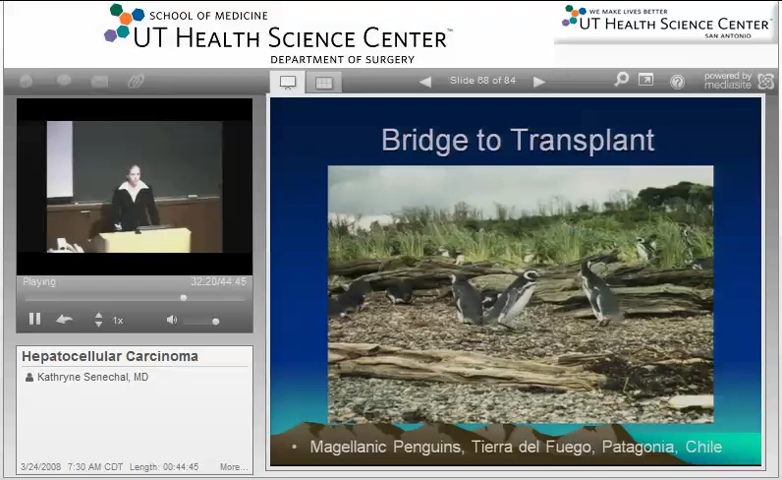 SCHOOL OF MEDICINE
UT HEALTH SCIENCE CENTER™
DEPARTMENT OF SURGERY
WE MAKE LIVES BETTER
UT HEALTH SCIENCE CENTER
SAN ANTONIO
Slide 68 of 84
powered by
mediasite
Bridge to Transplant
Playing
32:20/44:45
1x
Hepatocellular Carcinoma
Kathryne Senechal, MD
3/24/2008 7:30 AM CDT Length: 00:44:45 More...
• Magellanic Penguins, Tierra del Fuego, Patagonia, Chile